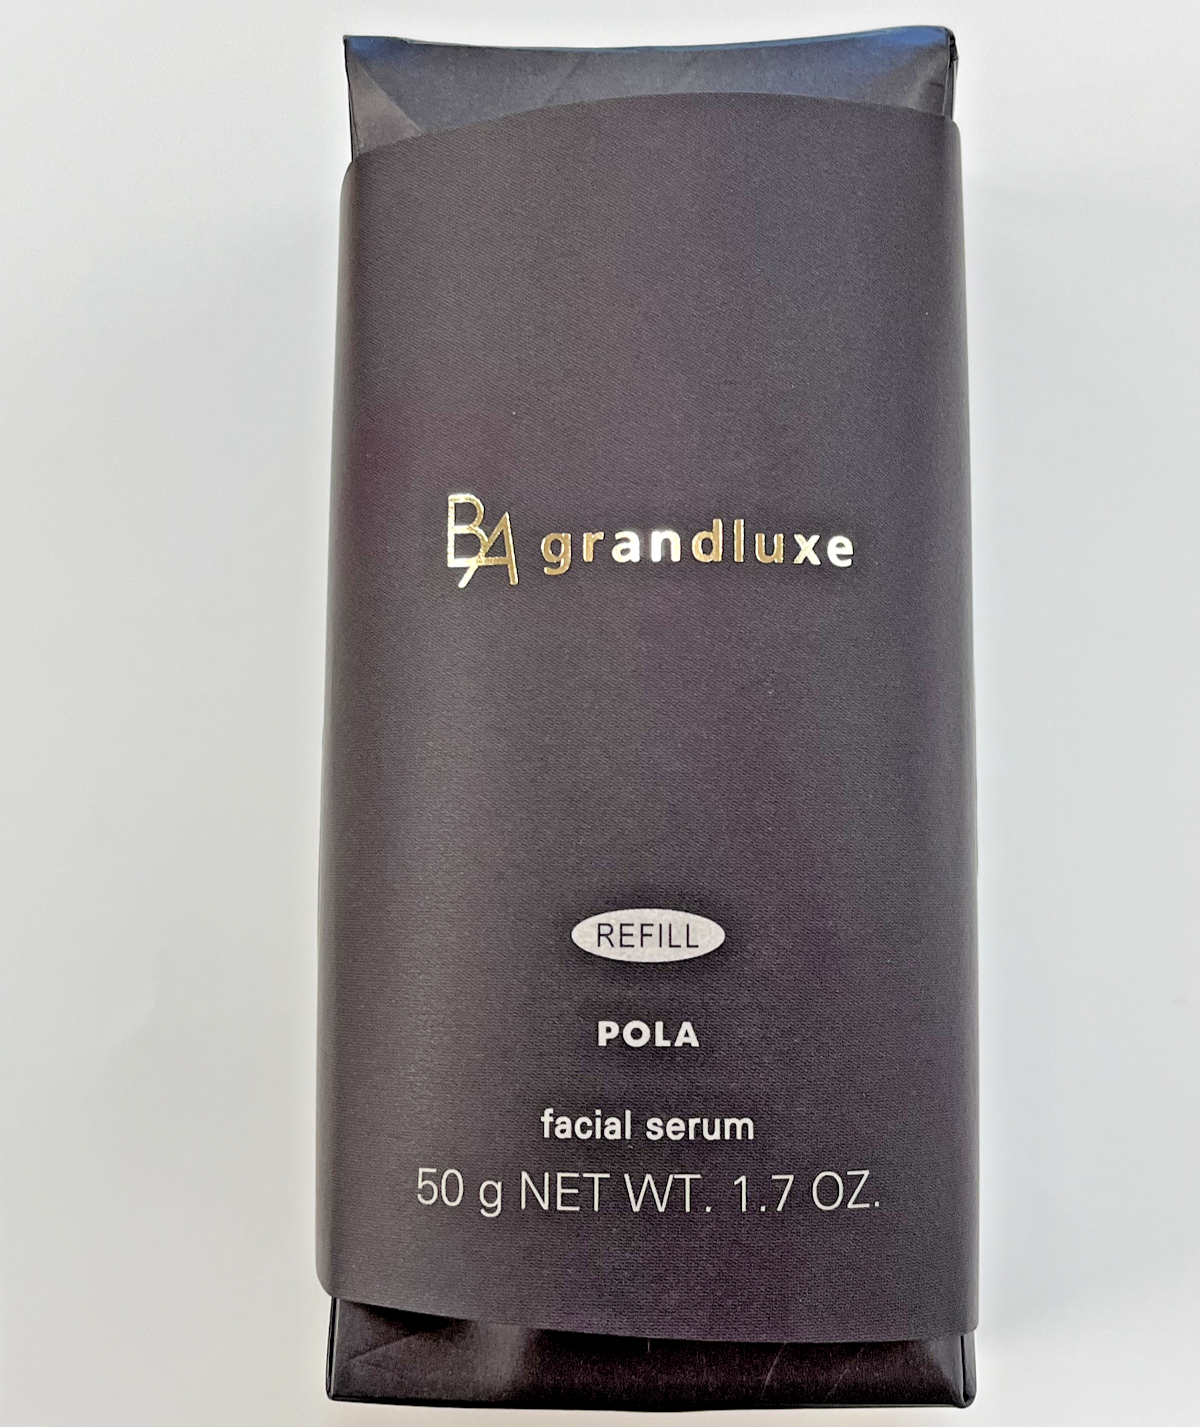 BA grandluxe
REFILL
POLA
facial serum
50 g NET WT. 1.7 OZ.